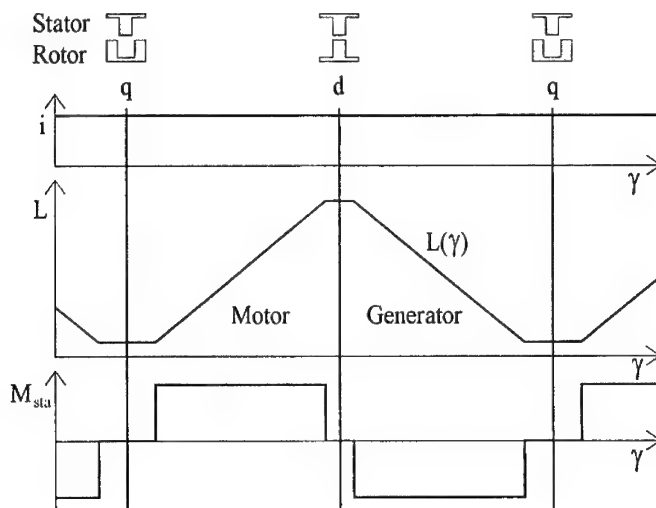 Stator
Rotor
q
d
q
i
γ
L
L(γ)
Motor
Generator
γ
M_sta
γ